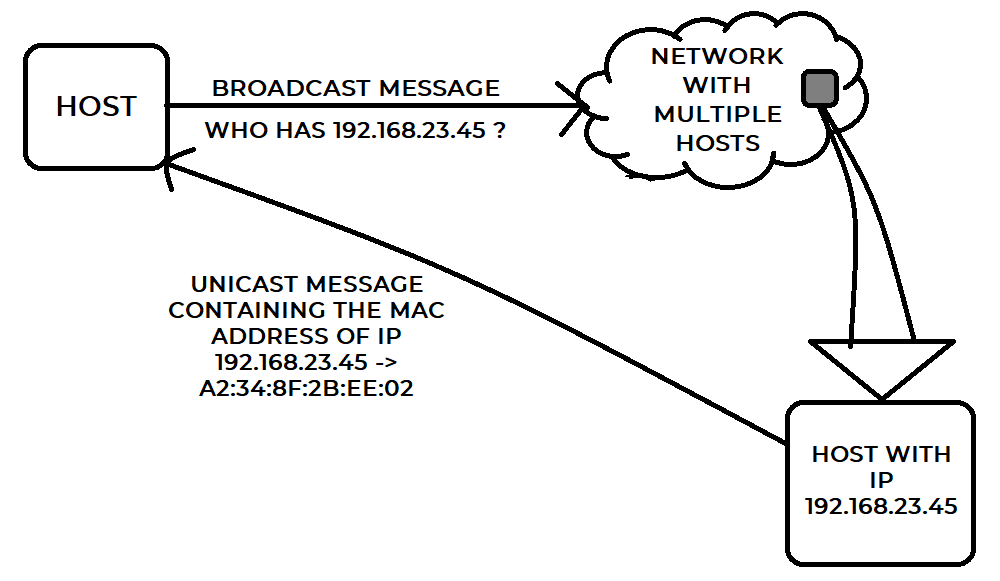 HOST
BROADCAST MESSAGE
WHO HAS 192.168.23.45 ?
NETWORK
WITH
MULTIPLE
HOSTS
UNICAST MESSAGE
CONTAINING THE MAC
ADDRESS OF IP
192.168.23.45 ->
A2:34:8F:2B:EE:02
HOST WITH
IP
192.168.23.45